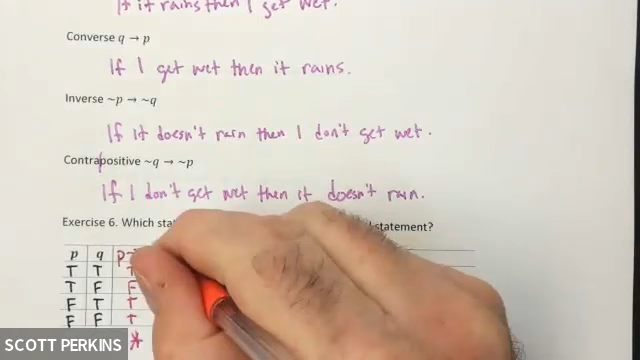 If it rains then I get wet.
Converse q → p
If I get wet then it rains.
Inverse ~p → ~q
If it doesn't rain then I don't get wet.
Contrapositive ~q → ~p
If I don't get wet then it doesn't rain.
Exercise 6. Which statement?
p q p
T T T
T F F
F T T
F F T
*
SCOTT PERKINS